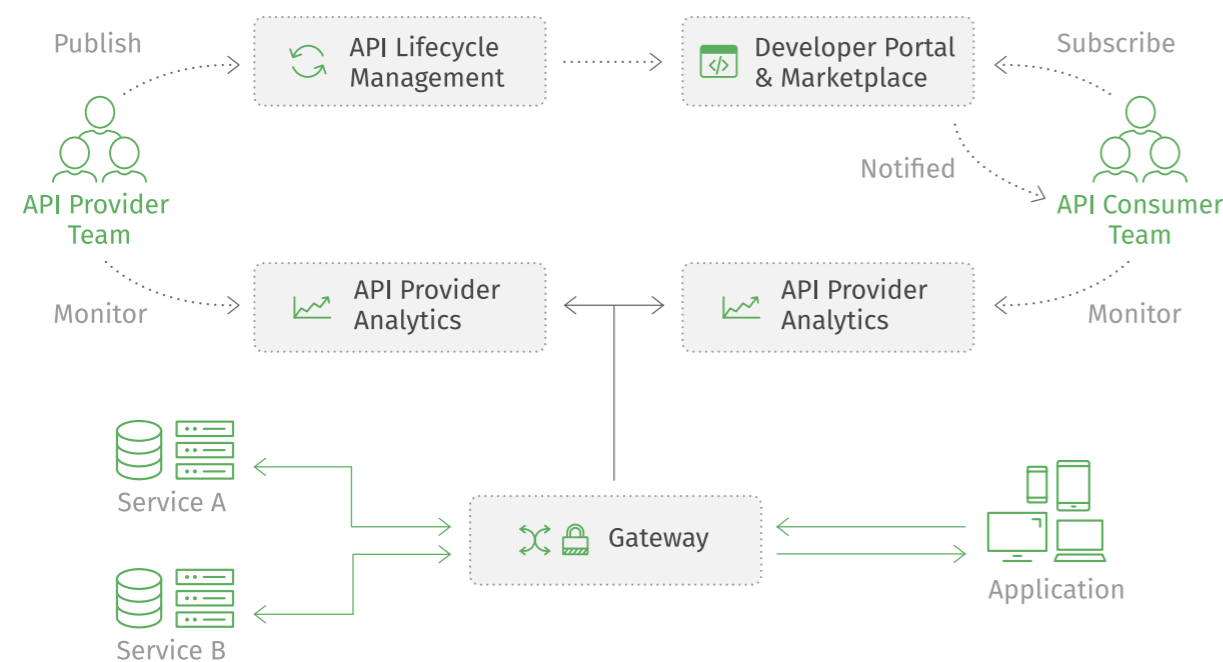 Publish
API Lifecycle
Management
Developer Portal
& Marketplace
Subscribe
Notified
API Provider
Team
API Consumer
Team
Monitor
API Provider
Analytics
API Provider
Analytics
Monitor
Service A
Gateway
Application
Service B